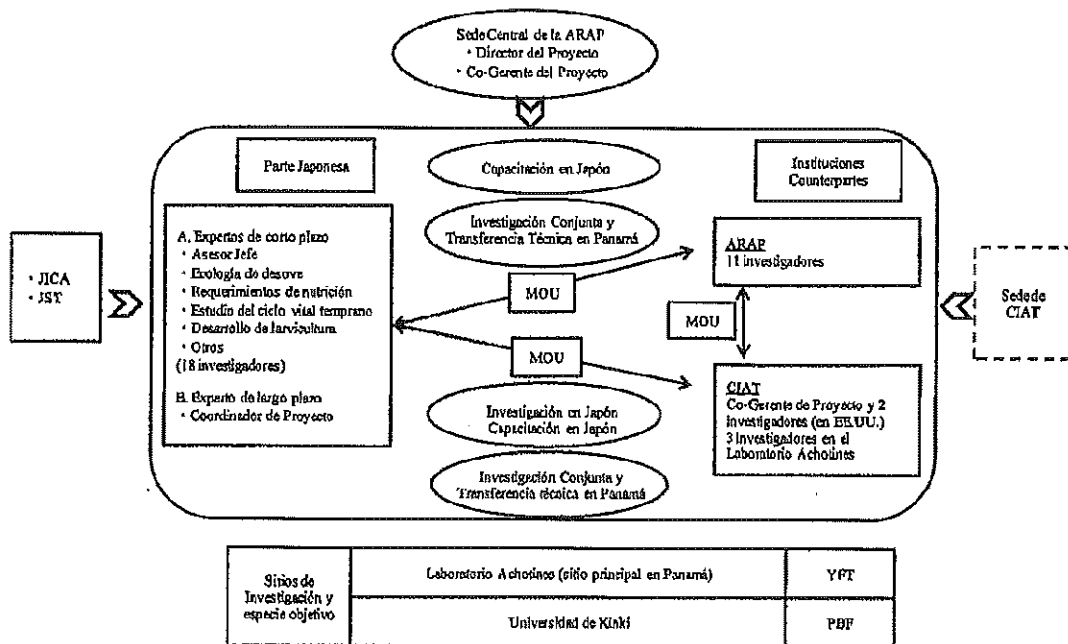 Sede Central de la ARAP
• Director del Proyecto
• Co-Gerente del Proyecto
Parte Japonesa
Capacitación en Japón
Instituciones
Counterpartes
Investigación Conjunta y
Transferencia Técnica en Panamá
• JICA
• JST
A. Expertos de corto plazo
• Asesor Jefe
• Ecología de desove
• Requerimientos de nutrición
• Estudio del ciclo vital temprano
• Desarrollo de larvicultura
• Otros
(18 investigadores)
B. Experto de largo plazo
• Coordinador de Proyecto
MOU
MOU
MOU
ARAP
11 investigadores
Sede de
CIAT
CIAT
Co-Gerente de Proyecto y 2
investigadores (en EE.UU.)
3 investigadores en el
Laboratorio Achotines
Investigación en Japón
Capacitación en Japón
Investigación Conjunta y
Transferencia técnica en Panamá
Sitios de
Investigación y
especie objetivo
Laboratorio Achotines (sitio principal en Panamá)
YFT
Universidad de Kinki
PBF